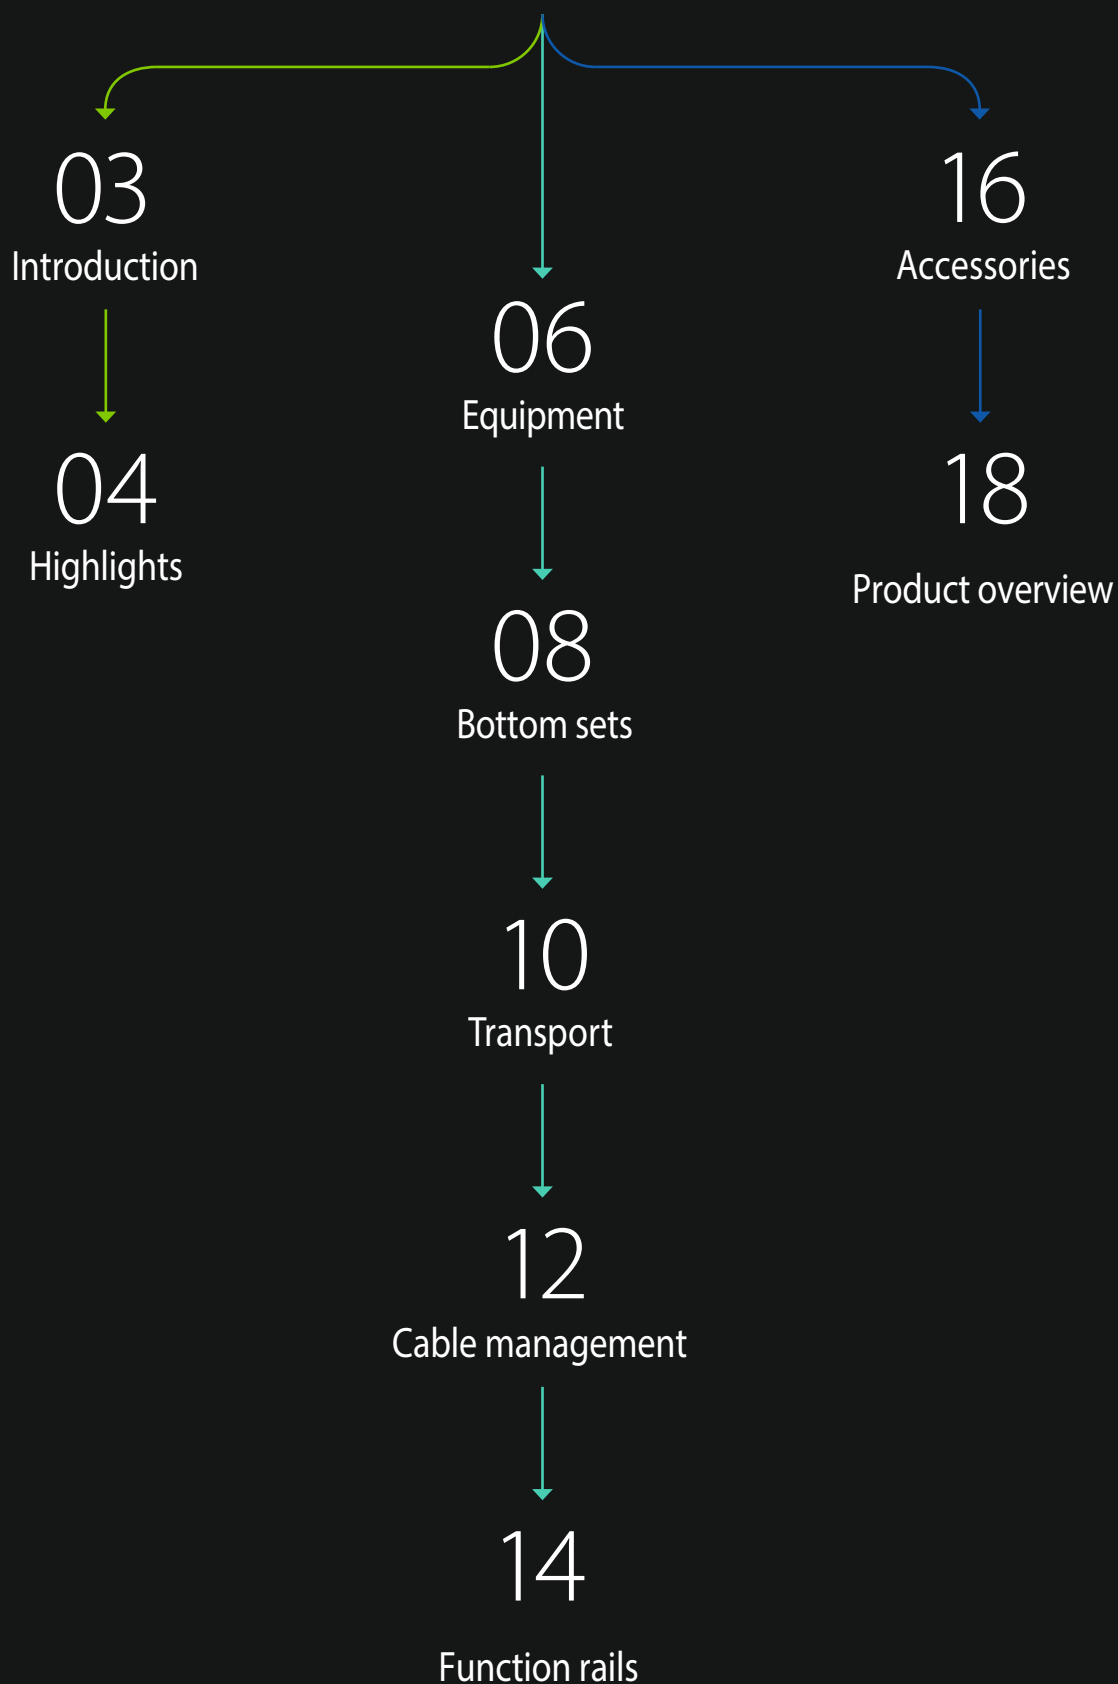 03
Introduction
04
Highlights
06
Equipment
08
Bottom sets
10
Transport
12
Cable management
14
Function rails
16
Accessories
18
Product overview